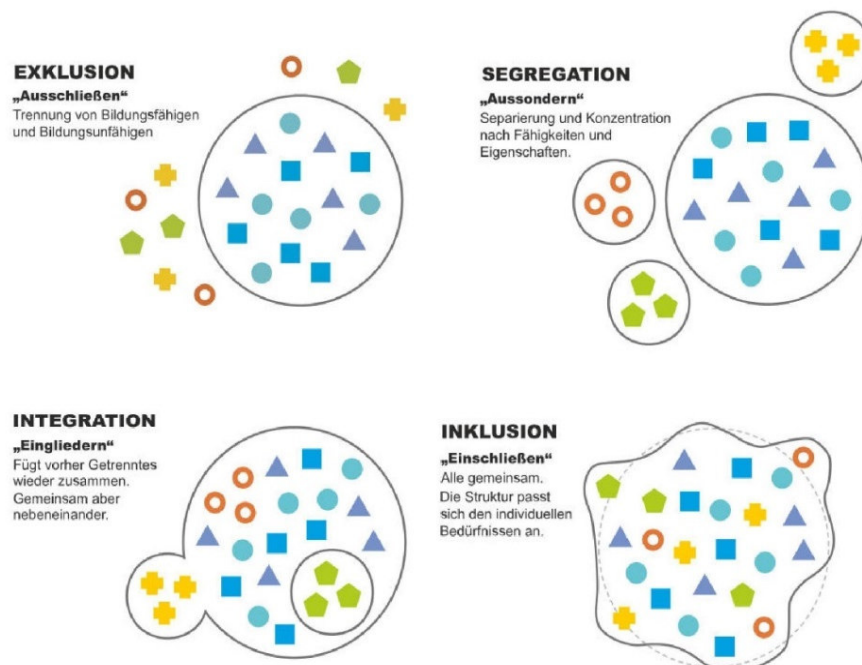 EXKLUSION
„Ausschließen“
Trennung von Bildungsfähigen
und Bildungsunfähigen
SEGREGATION
„Aussondern“
Separierung und Konzentration
nach Fähigkeiten und
Eigenschaften.
INTEGRATION
„Eingliedern“
Fügt vorher Getrenntes
wieder zusammen.
Gemeinsam aber
nebeneinander.
INKLUSION
„Einschließen“
Alle gemeinsam.
Die Struktur passt
sich den individuellen
Bedürfnissen an.